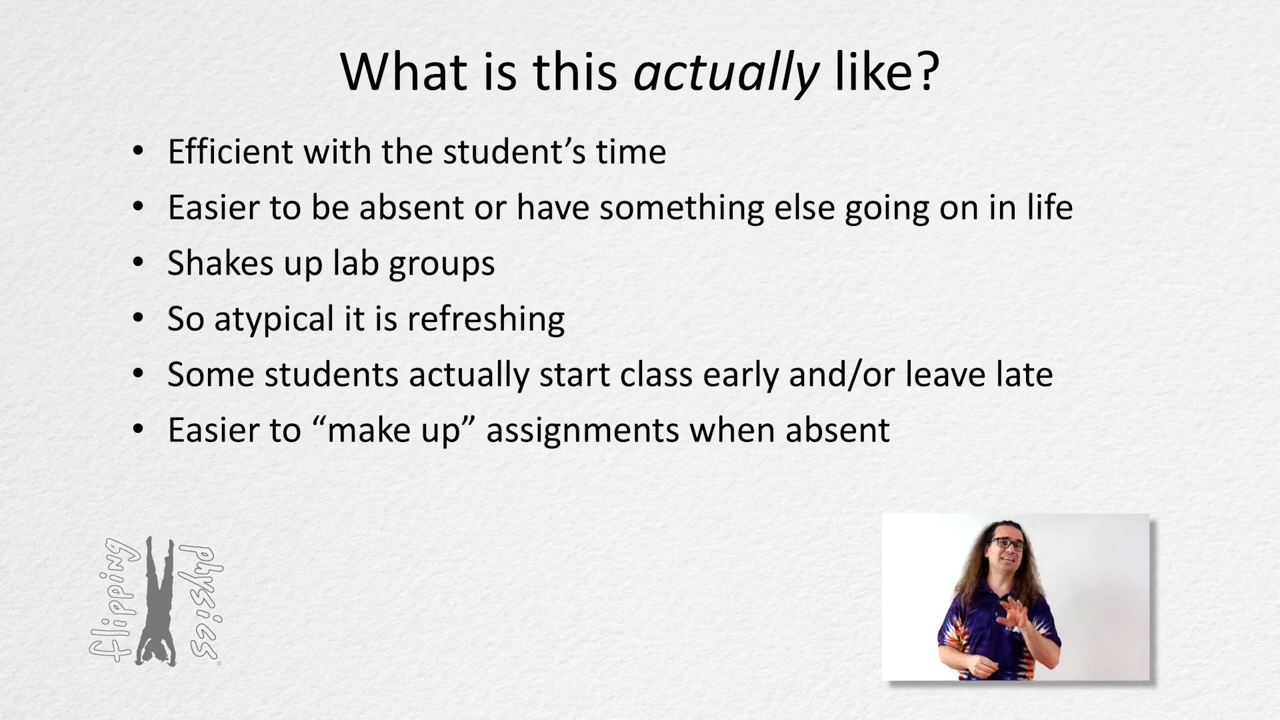 What is this actually like?
• Efficient with the student’s time
• Easier to be absent or have something else going on in life
• Shakes up lab groups
• So atypical it is refreshing
• Some students actually start class early and/or leave late
• Easier to “make up” assignments when absent
flipping
physics